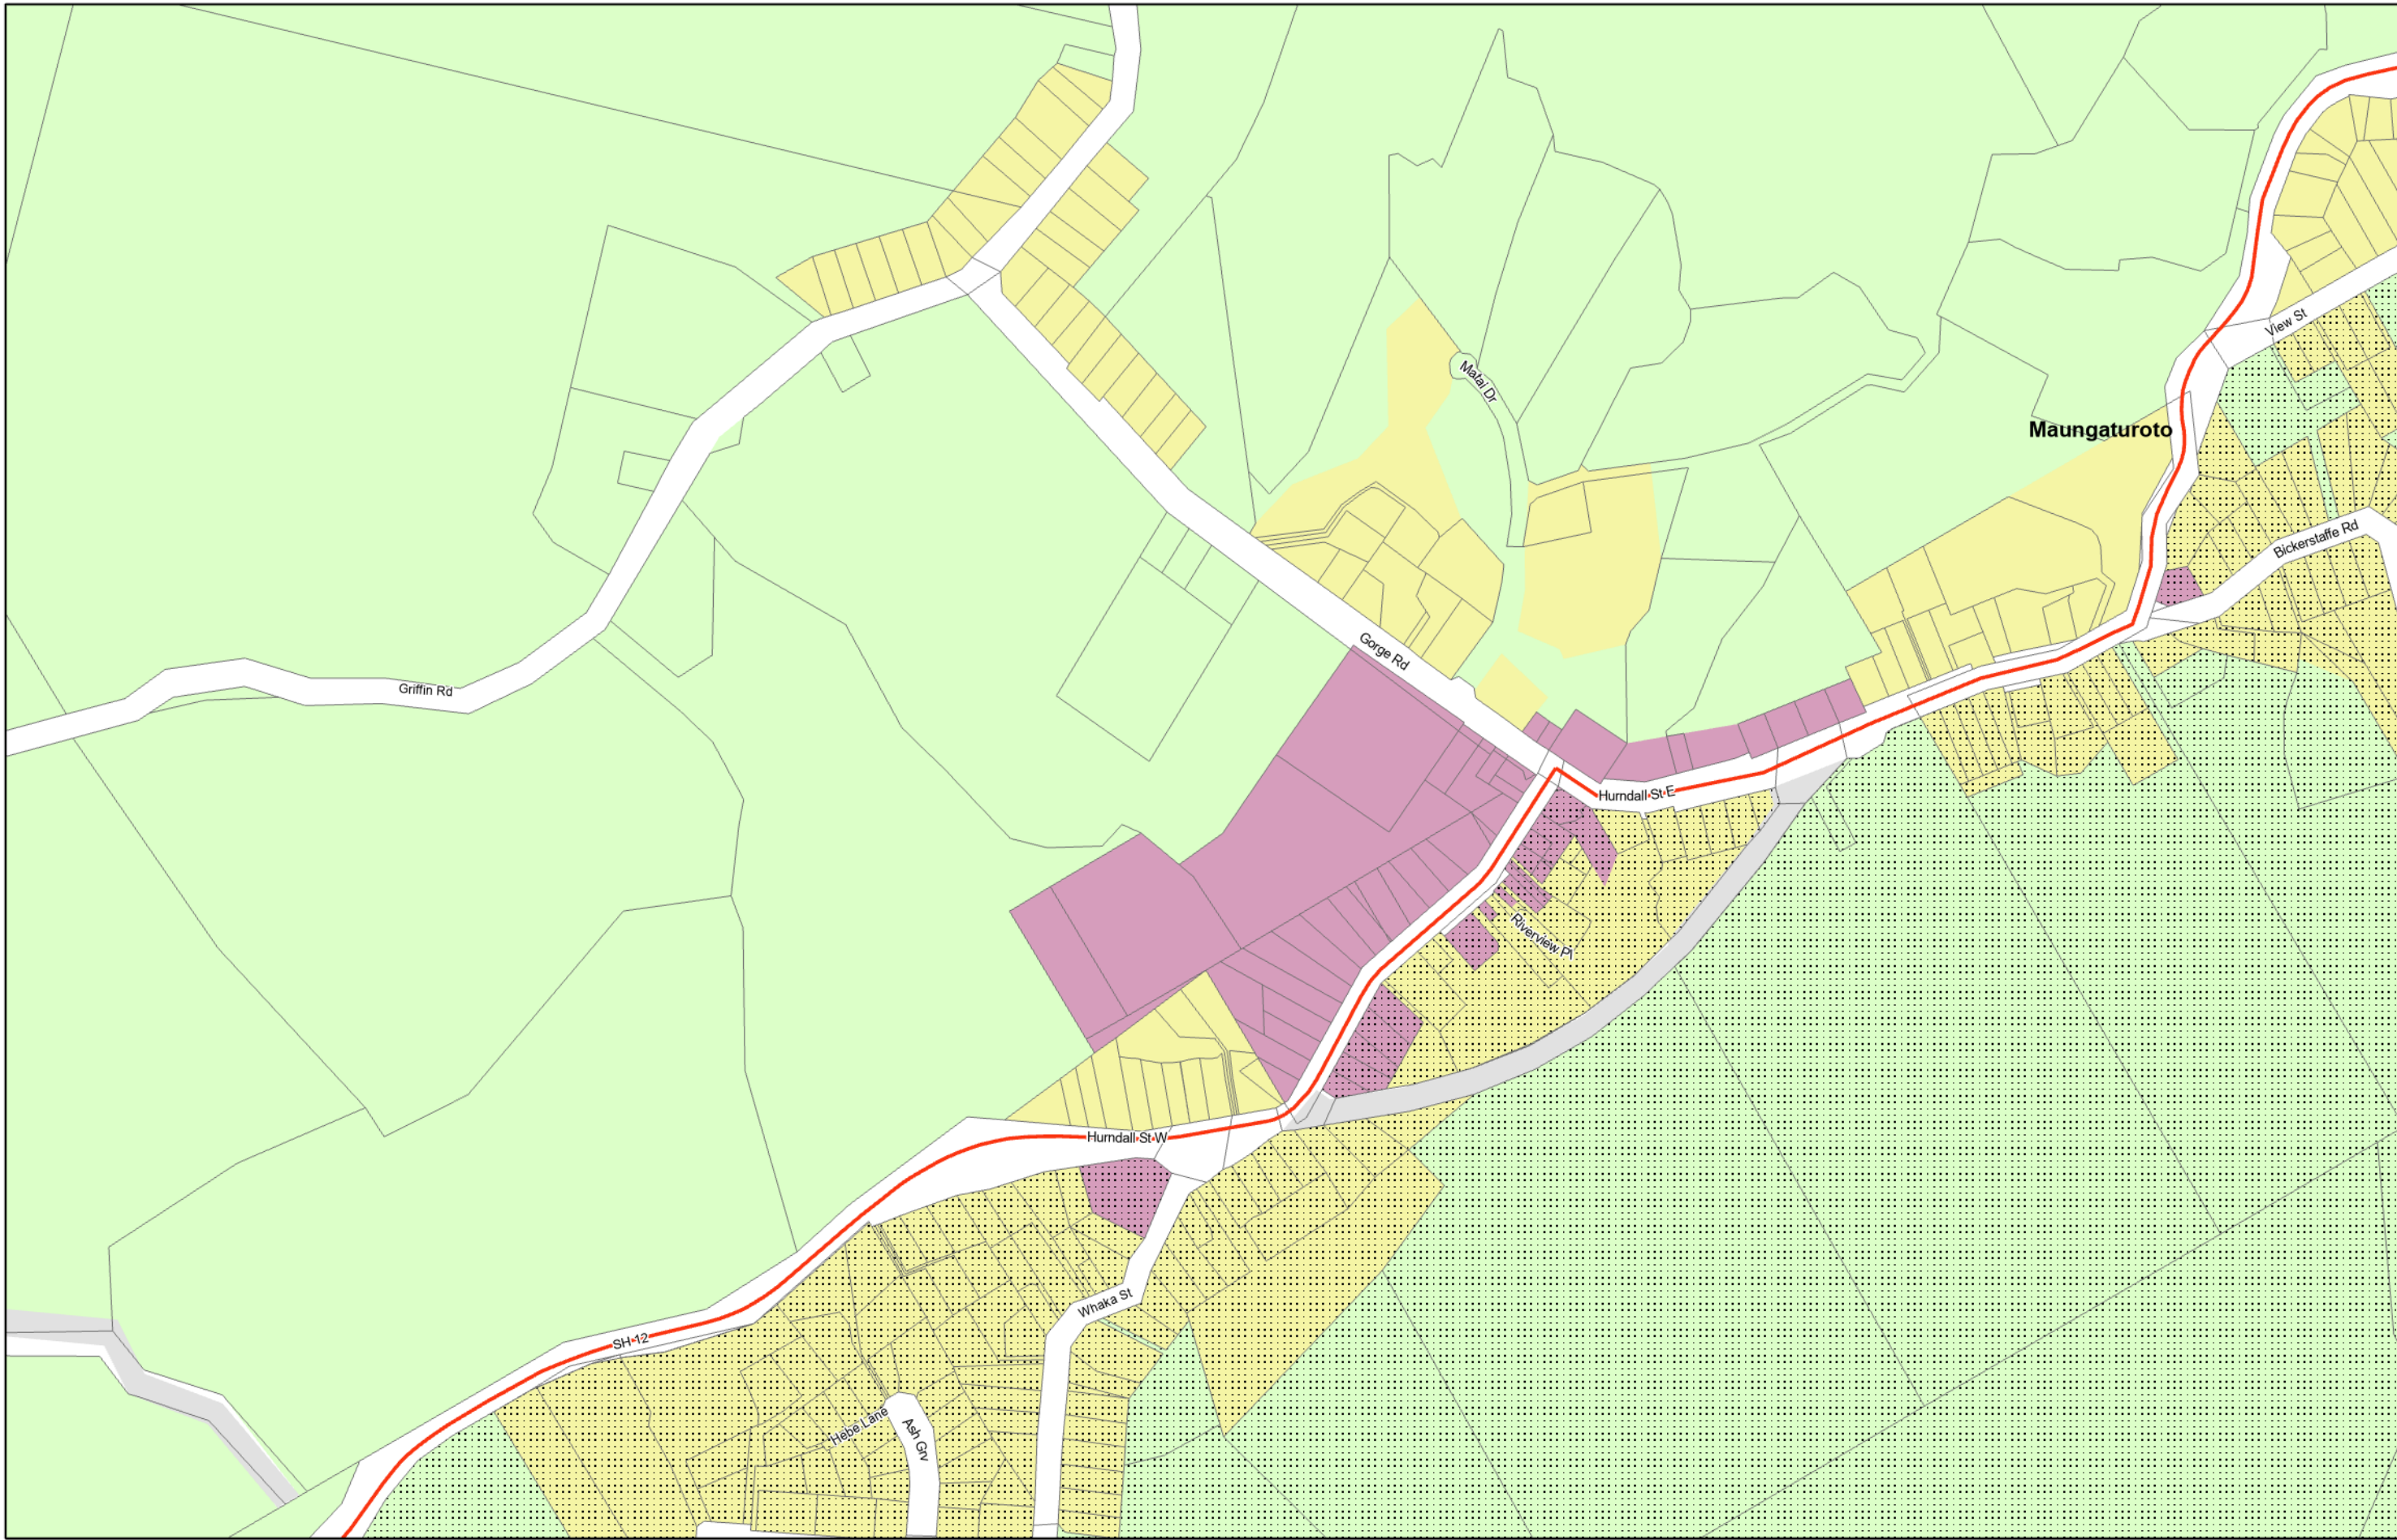 View St
Matai Dr
Maungaturoto
Bickerstaffe Rd
Gorge Rd
Griffin Rd
Hurndall St E
Riverview Pl
Hurndall St W
Whaka St
SH 12
Hebe Lane
Ash Grv